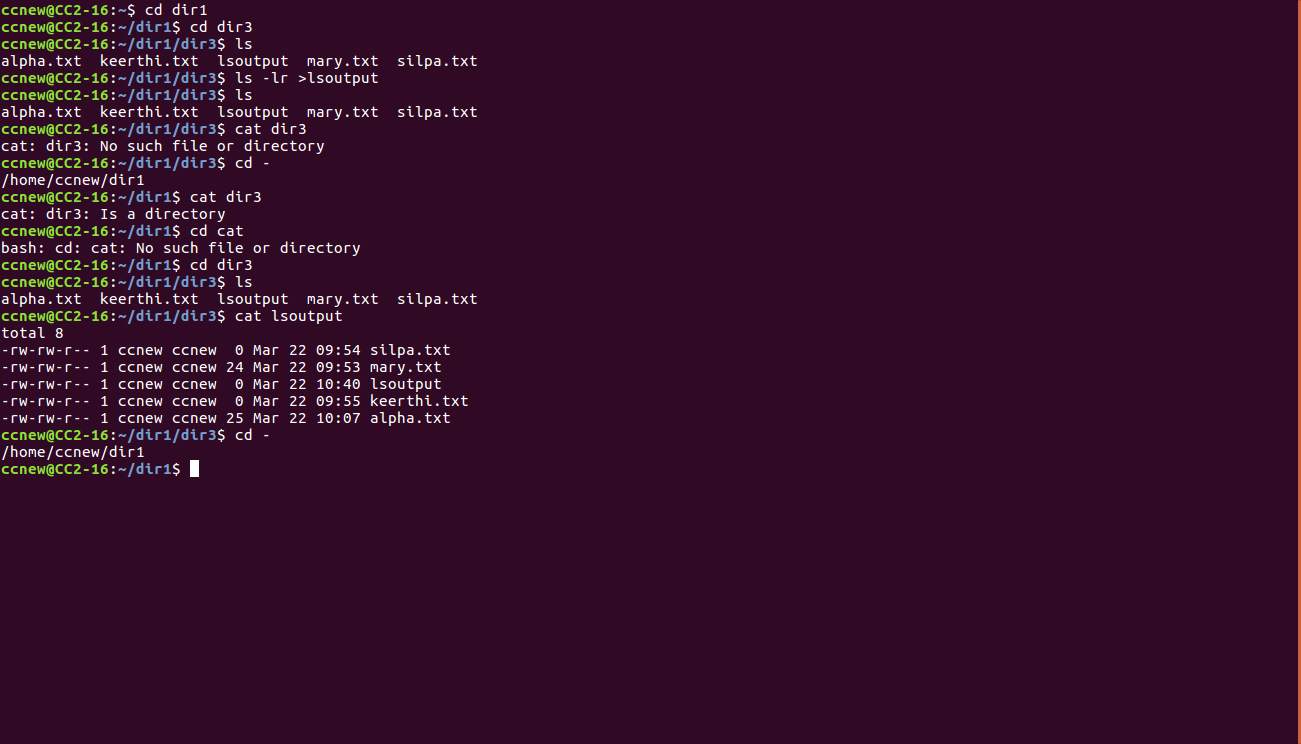 ccnew@CC2-16:~$ cd dir1
ccnew@CC2-16:~/dir1$ cd dir3
ccnew@CC2-16:~/dir1/dir3$ ls
alpha.txt  keerthi.txt  lsoutput  mary.txt  silpa.txt
ccnew@CC2-16:~/dir1/dir3$ ls -lr >lsoutput
ccnew@CC2-16:~/dir1/dir3$ ls
alpha.txt  keerthi.txt  lsoutput  mary.txt  silpa.txt
ccnew@CC2-16:~/dir1/dir3$ cat dir3
cat: dir3: No such file or directory
ccnew@CC2-16:~/dir1/dir3$ cd -
/home/ccnew/dir1
ccnew@CC2-16:~/dir1$ cat dir3
cat: dir3: Is a directory
ccnew@CC2-16:~/dir1$ cd cat
bash: cd: cat: No such file or directory
ccnew@CC2-16:~/dir1$ cd dir3
ccnew@CC2-16:~/dir1/dir3$ ls
alpha.txt  keerthi.txt  lsoutput  mary.txt  silpa.txt
ccnew@CC2-16:~/dir1/dir3$ cat lsoutput
total 8
-rw-rw-r-- 1 ccnew ccnew  0 Mar 22 09:54 silpa.txt
-rw-rw-r-- 1 ccnew ccnew 24 Mar 22 09:53 mary.txt
-rw-rw-r-- 1 ccnew ccnew  0 Mar 22 10:40 lsoutput
-rw-rw-r-- 1 ccnew ccnew  0 Mar 22 09:55 keerthi.txt
-rw-rw-r-- 1 ccnew ccnew 25 Mar 22 10:07 alpha.txt
ccnew@CC2-16:~/dir1/dir3$ cd -
/home/ccnew/dir1
ccnew@CC2-16:~/dir1$